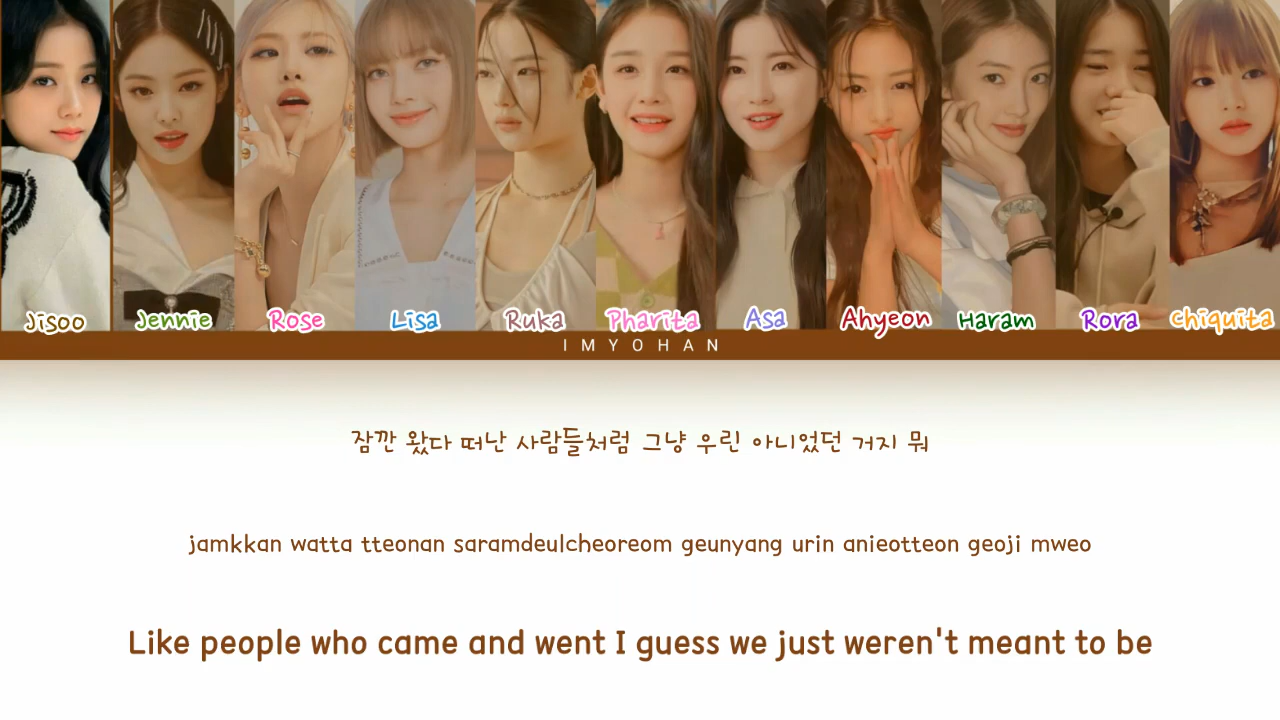 Jisoo Jennie Rose Lisa Ruka Pharita Asa Ahyeon Haram Rora Chiquita
IMYOHAN
잠깐 왔다 떠난 사람들처럼 그냥 우린 아니었던 거지 뭐
jamkkan watta tteonan saramdeulcheoreom geunyang urin anieotteon geoji mweo
Like people who came and went I guess we just weren't meant to be